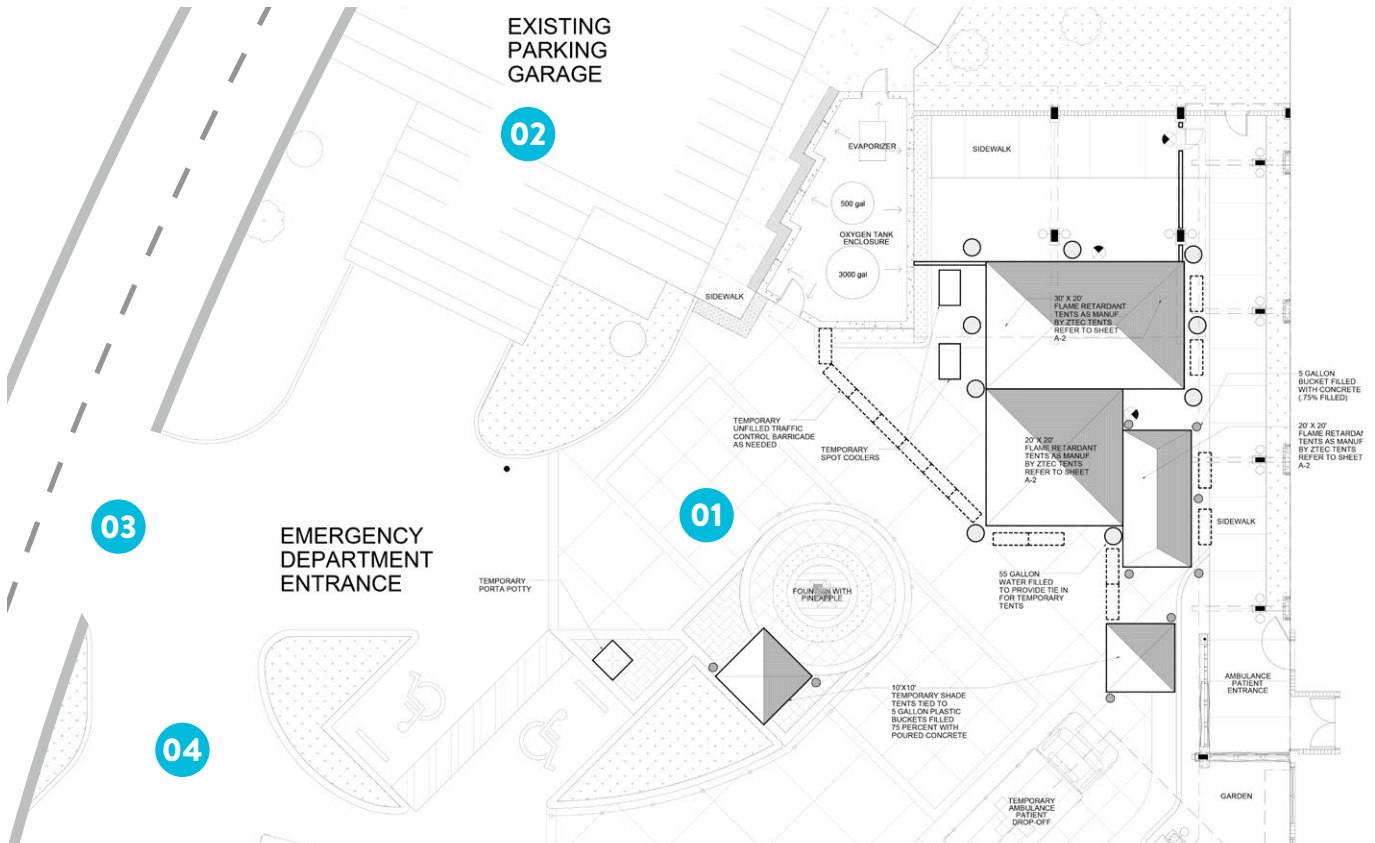 EXISTING
PARKING
GARAGE
02
EVAPORIZER
SIDEWALK
500 gal
OXYGEN TANK
ENCLOSURE
3000 gal
SIDEWALK
30' X 20'
FLAME RETARDANT
TENTS AS MANUF.
BY ZTEC TENTS
REFER TO SHEET
A-2
5 GALLON
BUCKET FILLED
WITH CONCRETE
(.75% FILLED)
TEMPORARY
UNFILLED TRAFFIC
CONTROL BARRICADE
AS NEEDED
TEMPORARY
SPOT COOLERS
20' X 20'
FLAME RETARDANT
TENTS AS MANUF.
BY ZTEC TENTS
REFER TO SHEET
A-2
20' X 20'
FLAME RETARDAN
TENTS AS MANUF
BY ZTEC TENTS
REFER TO SHEET
A-2
01
03
SIDEWALK
EMERGENCY
DEPARTMENT
ENTRANCE
TEMPORARY
PORTA POTTY
FOUNTAIN WITH
PINEAPPLE
55 GALLON
WATER FILLED
TO PROVIDE TIE IN
FOR TEMPORARY
TENTS
10'X10'
TEMPORARY SHADE
TENTS TIED TO
5 GALLON PLASTIC
BUCKETS FILLED
75 PERCENT WITH
POURED CONCRETE
AMBULANCE
PATIENT
ENTRANCE
04
TEMPORARY
AMBULANCE
PATIENT
DROP-OFF
GARDEN